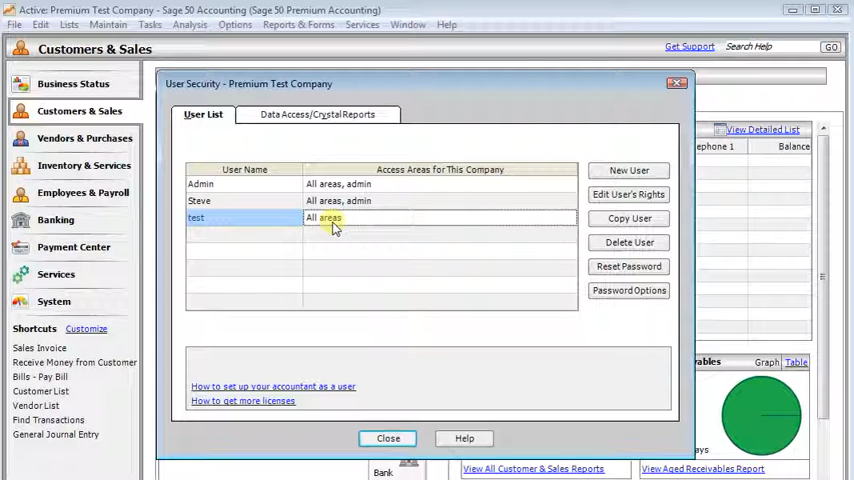 Active: Premium Test Company - Sage 50 Accounting (Sage 50 Premium Accounting)
File Edit Lists Maintain Tasks Analysis Options Reports & Forms Services Window Help
Customers & Sales
Get Support
Search Help
GO
Business Status
Customers & Sales
Vendors & Purchases
Inventory & Services
Employees & Payroll
Banking
Payment Center
Services
System
Shortcuts Customize
Sales Invoice
Receive Money from Customer
Bills - Pay Bill
Customer List
Vendor List
Find Transactions
General Journal Entry
User Security - Premium Test Company
User List
Data Access/Crystal Reports
User Name Access Areas for This Company
Admin All areas, admin
Steve All areas, admin
test All areas
New User
Edit User's Rights
Copy User
Delete User
Reset Password
Password Options
How to set up your accountant as a user
How to get more licenses
Close
Help
View Detailed List
ephone 1 Balance
vables Graph Table
ays
Bank
View All Customer & Sales Reports
View Aged Receivables Report